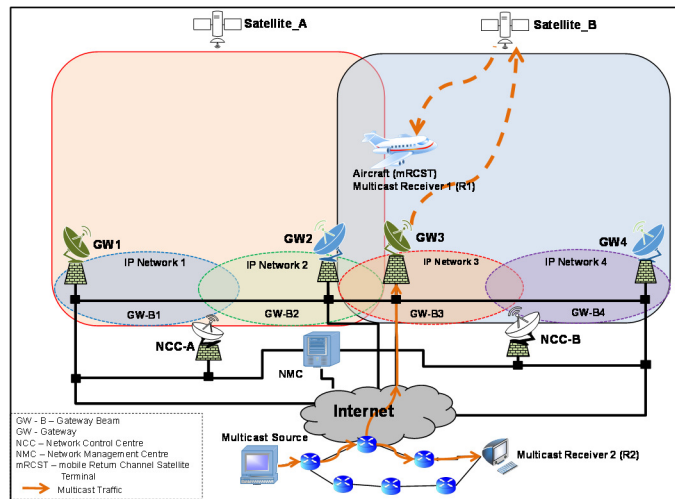 Satellite_A
Satellite_B
Aircraft (mRCST)
Multicast Receiver 1 (R1)
GW1
GW2
GW3
GW4
IP Network 1
IP Network 2
IP Network 3
IP Network 4
GW-B1
GW-B2
GW-B3
GW-B4
NCC-A
NCC-B
NMC
Internet
Multicast Source
Multicast Receiver 2 (R2)
GW - B – Gateway Beam
GW - Gateway
NCC – Network Control Centre
NMC – Network Management Centre
mRCST – mobile Return Channel Satellite
Terminal
Multicast Traffic